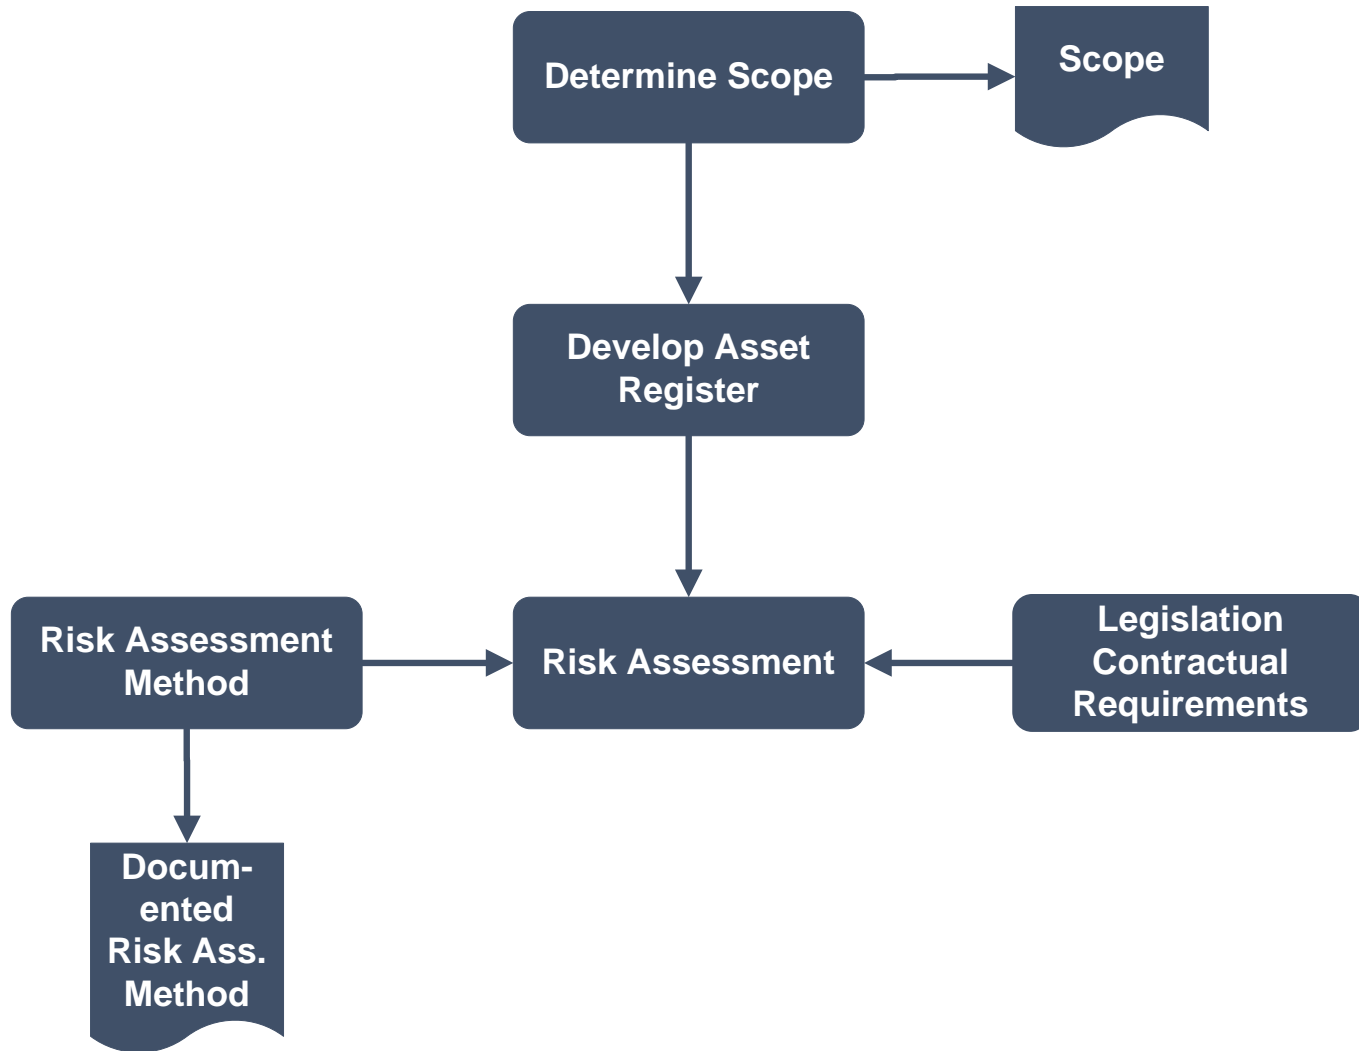 Determine Scope
Scope
Develop Asset
Register
Risk Assessment
Method
Risk Assessment
Legislation
Contractual
Requirements
Docum-
ented
Risk Ass.
Method